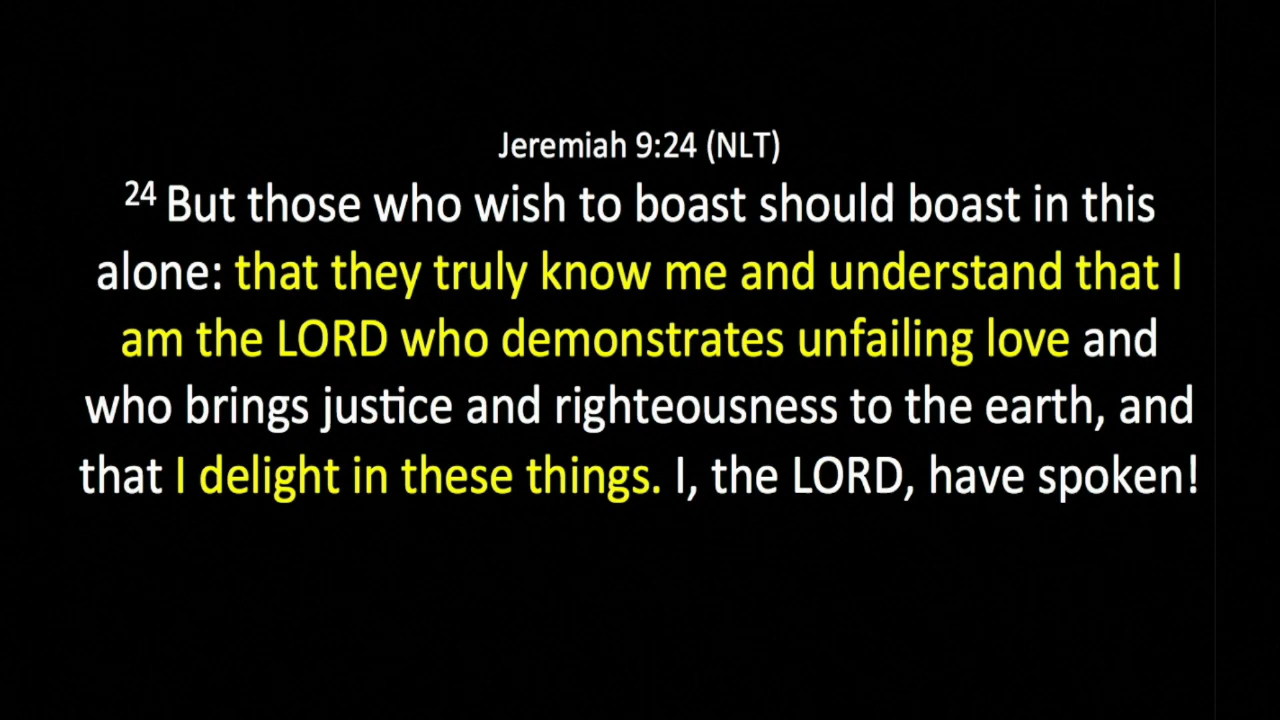 Jeremiah 9:24 (NLT)
24 But those who wish to boast should boast in this
alone: that they truly know me and understand that I
am the LORD who demonstrates unfailing love and
who brings justice and righteousness to the earth, and
that I delight in these things. I, the LORD, have spoken!